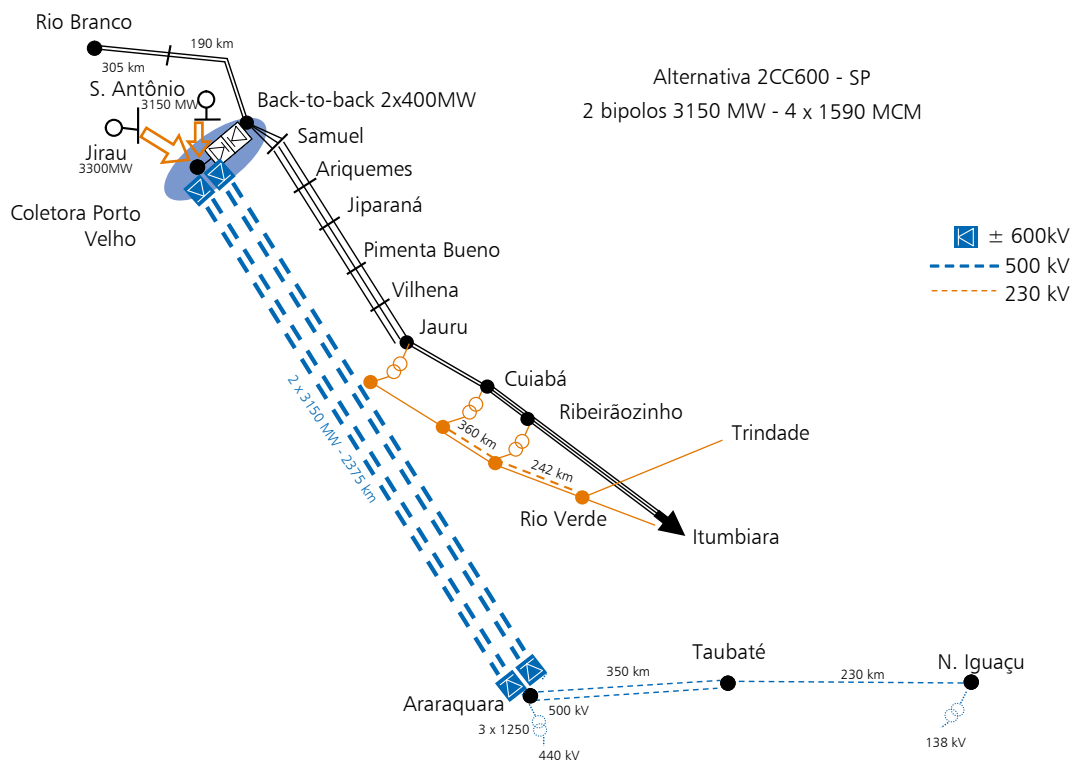 Rio Branco
190 km
305 km
Alternativa 2CC600 - SP
2 bipolos 3150 MW - 4 x 1590 MCM
S. Antônio
3150 MW
Back-to-back 2x400MW
Samuel
Jirau
3300MW
Ariquemes
Jiparaná
Coletora Porto
Velho
Pimenta Bueno
± 600kV
500 kV
230 kV
Vilhena
Jauru
Cuiabá
Ribeirãozinho
2 x 3150 MW - 2375 km
360 km
242 km
Trindade
Rio Verde
Itumbiara
Taubaté
350 km
230 km
N. Iguaçu
Araraquara
500 kV
3 x 1250
440 kV
138 kV